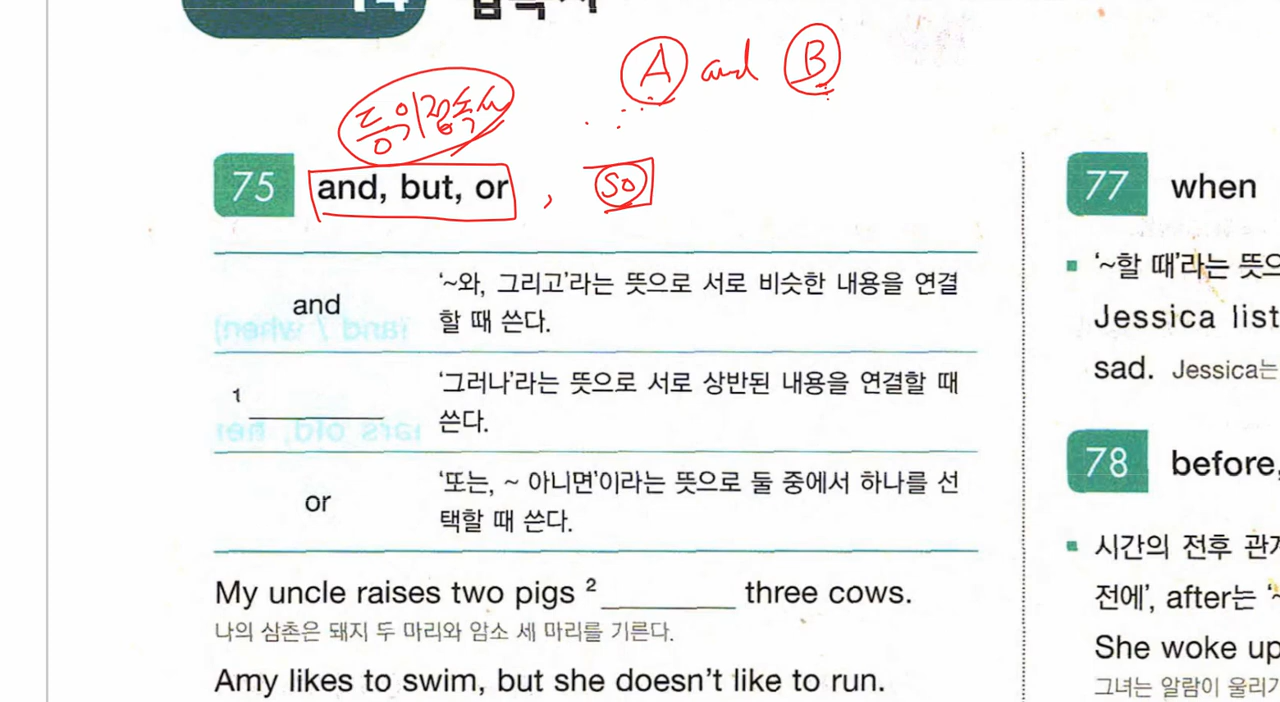 14 접속사
A and B
등위접속사
75 and, but, or , so
and '~와, 그리고'라는 뜻으로 서로 비슷한 내용을 연결
할 때 쓴다.
1 ________ '그러나'라는 뜻으로 서로 상반된 내용을 연결할 때
쓴다.
or '또는, ~ 아니면'이라는 뜻으로 둘 중에서 하나를 선
택할 때 쓴다.
My uncle raises two pigs ² ________ three cows.
나의 삼촌은 돼지 두 마리와 암소 세 마리를 기른다.
Amy likes to swim, but she doesn't like to run.
77 when
'~할 때'라는 뜻으
Jessica list
sad. Jessica는
78 before,
시간의 전후 관계
전에', after는 '~
She woke up
그녀는 알람이 울리기